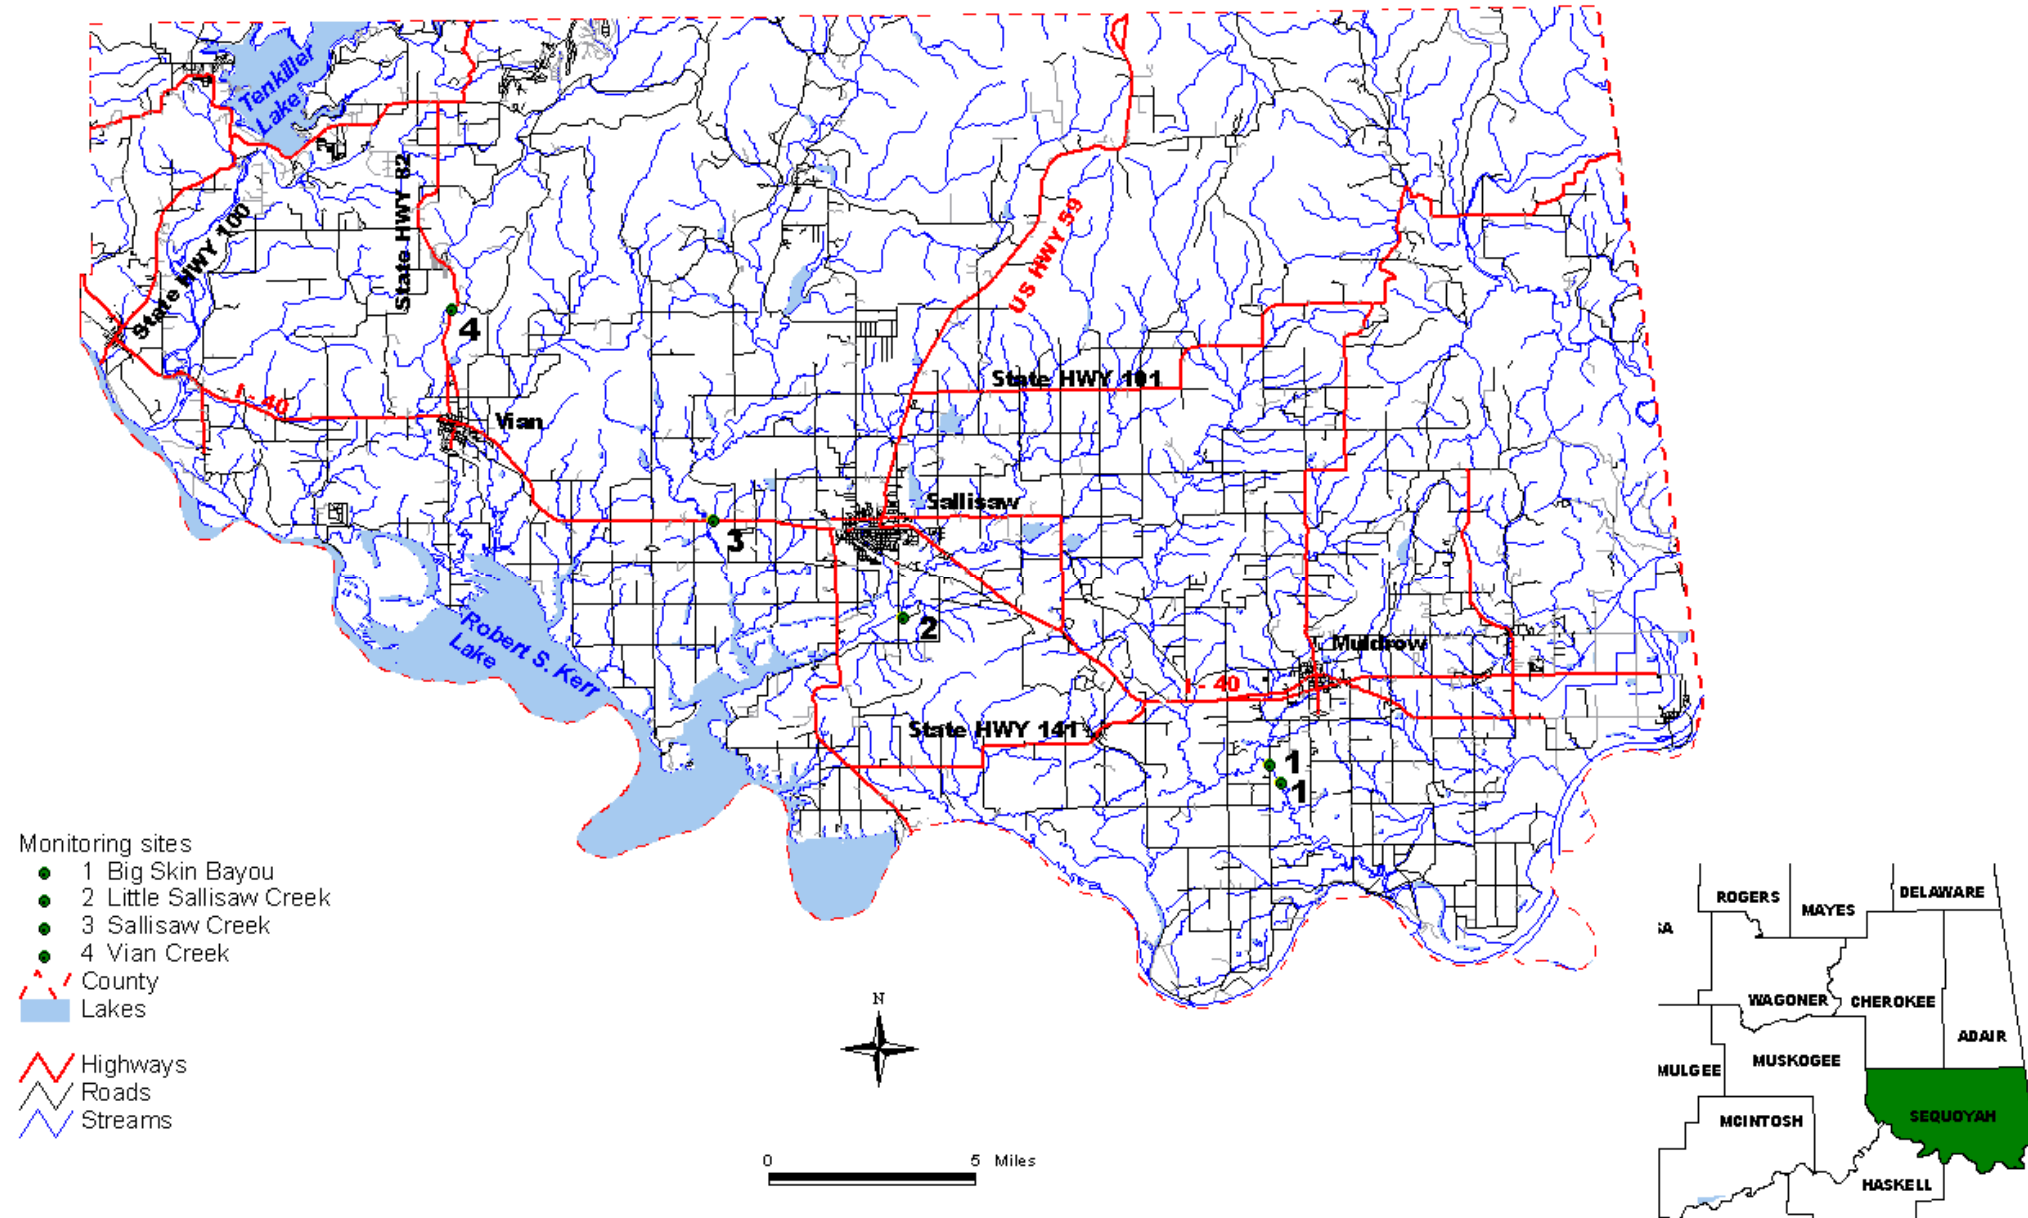 Tenkiller
Lake
State HWY 82
State HWY 100
US HWY 59
4
State HWY 101
I - 40
Vian
Sallisaw
3
2
Robert S. Kerr
Lake
Muldrow
I - 40
State HWY 141
1
1
Monitoring sites
1 Big Skin Bayou
2 Little Sallisaw Creek
3 Sallisaw Creek
4 Vian Creek
County
Lakes
Highways
Roads
Streams
N
0 5 Miles
ROGERS
MAYES
DELAWARE
SA
WAGONER
CHEROKEE
ADAIR
MUSKOGEE
MULGEE
SEQUOYAH
MCINTOSH
HASKELL